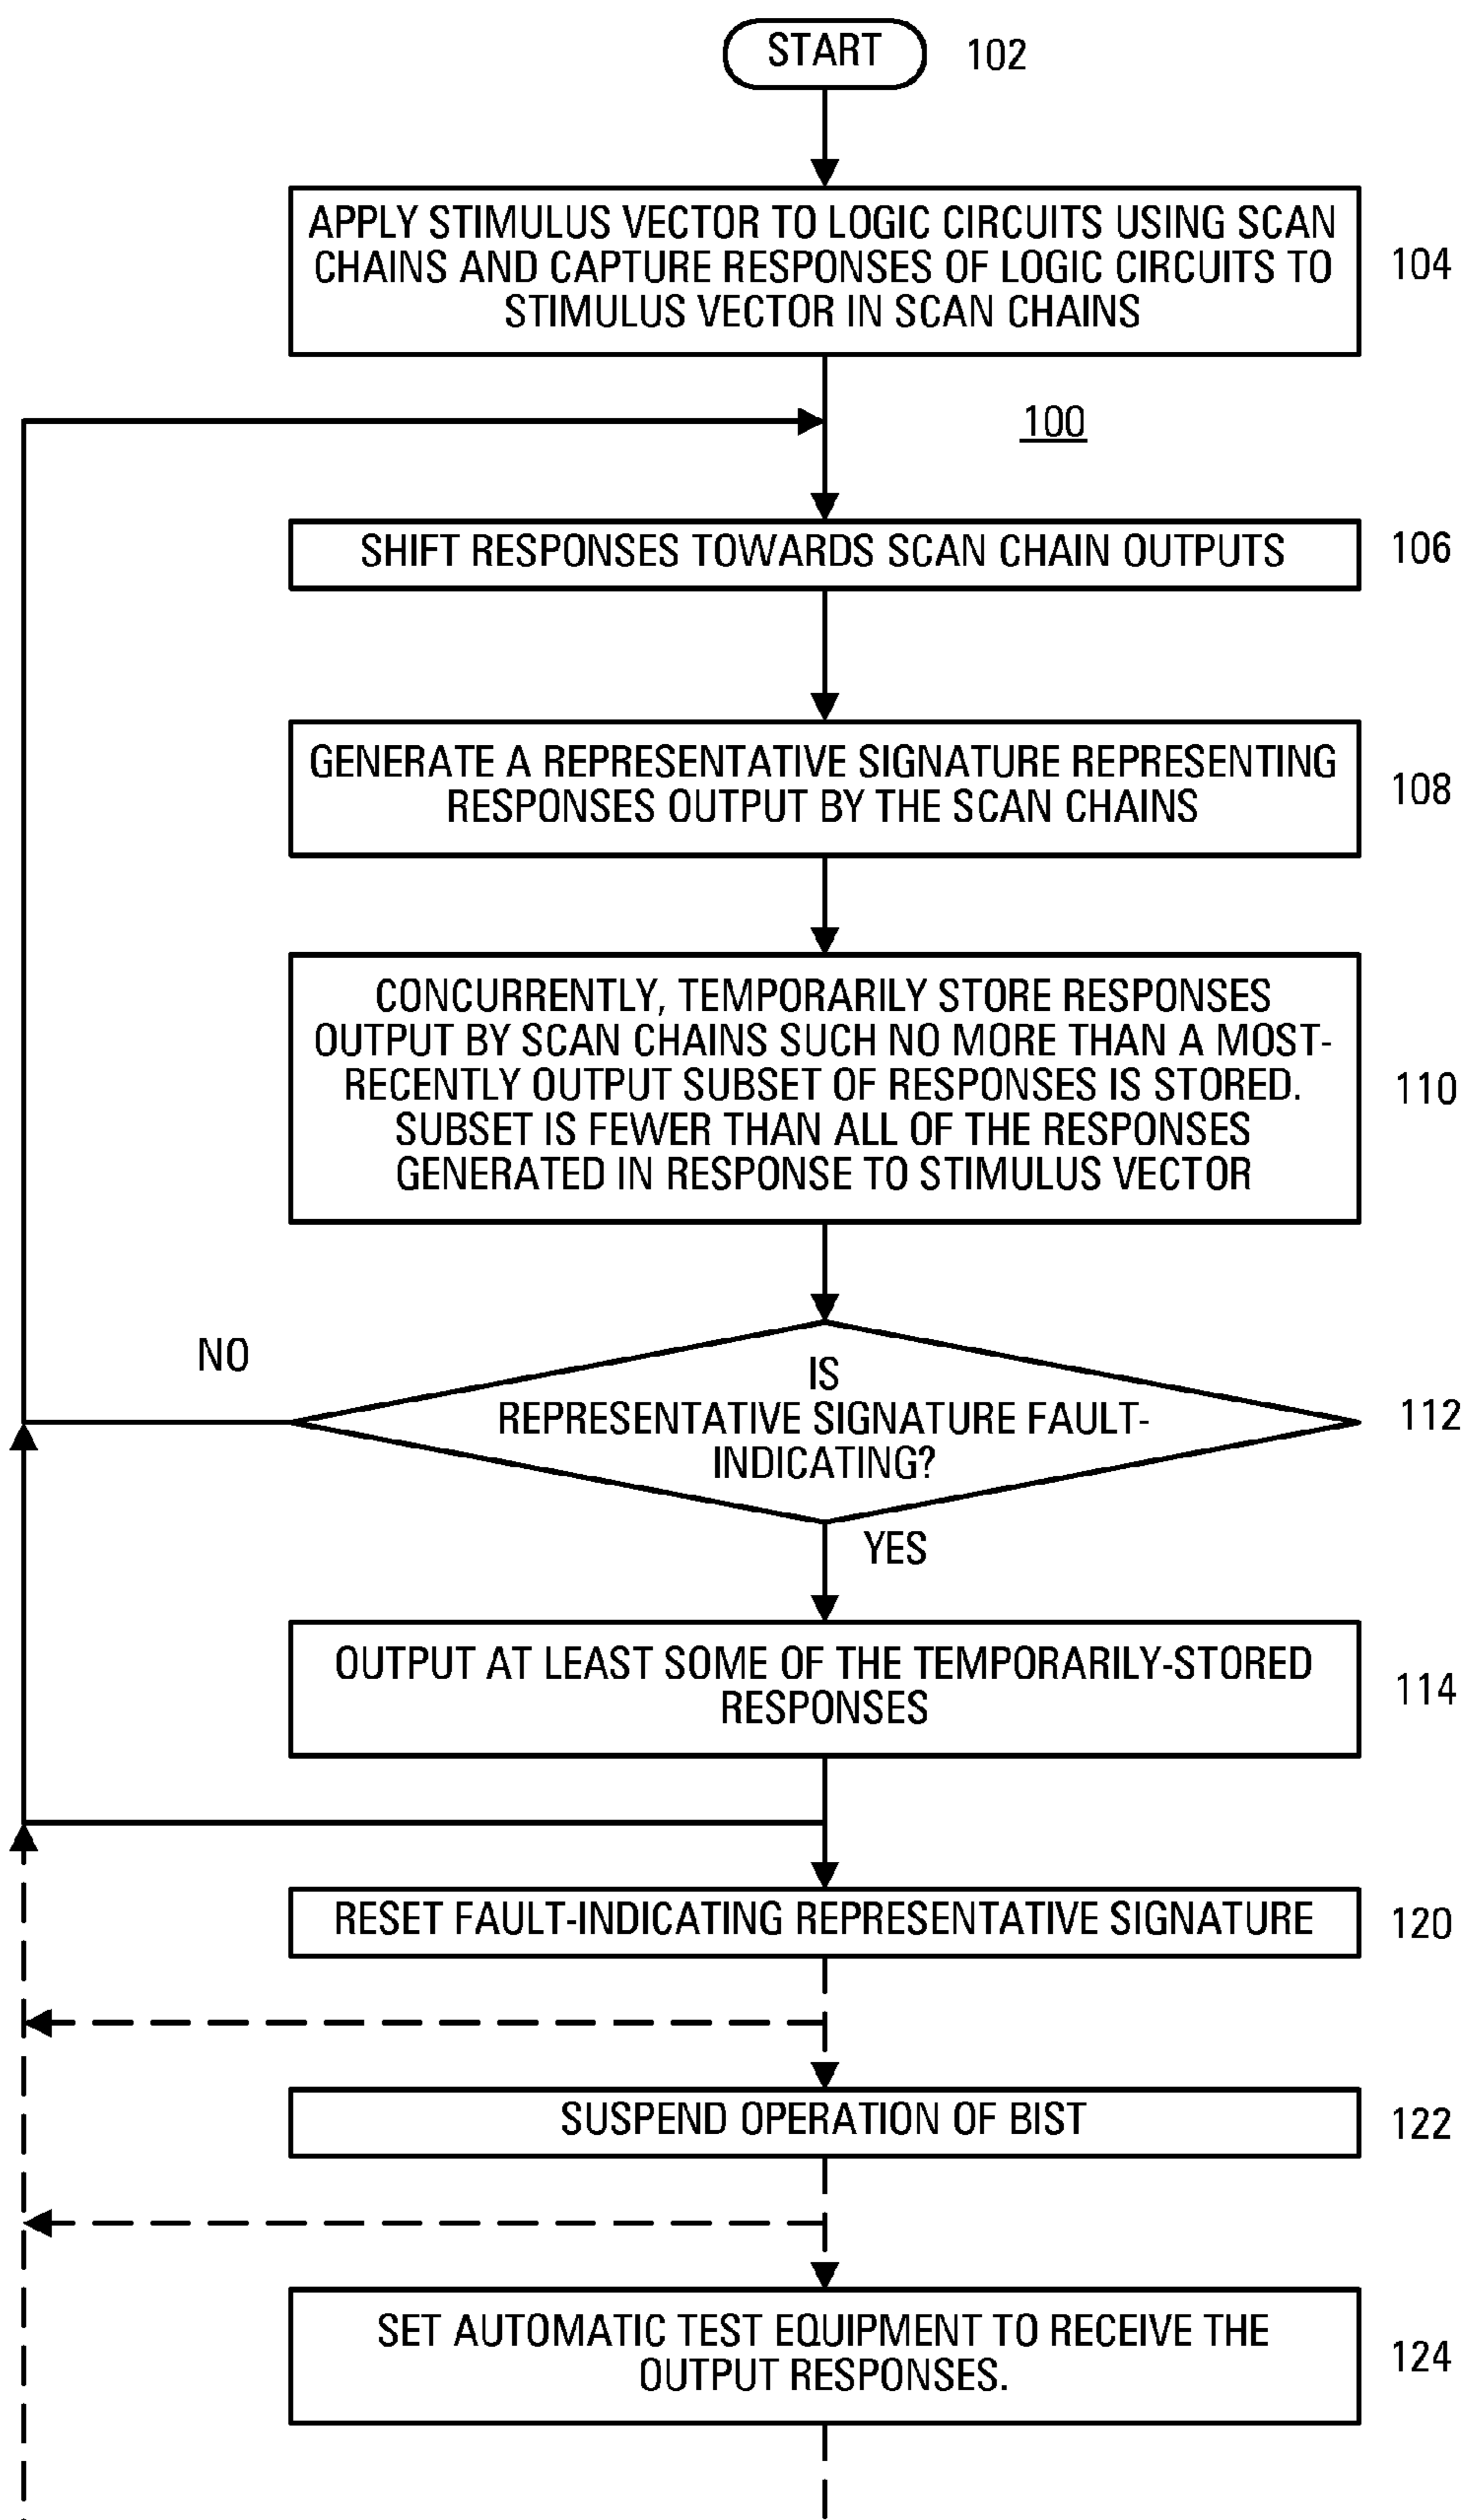 START
102
APPLY STIMULUS VECTOR TO LOGIC CIRCUITS USING SCAN
CHAINS AND CAPTURE RESPONSES OF LOGIC CIRCUITS TO
STIMULUS VECTOR IN SCAN CHAINS
104
100
SHIFT RESPONSES TOWARDS SCAN CHAIN OUTPUTS
106
GENERATE A REPRESENTATIVE SIGNATURE REPRESENTING
RESPONSES OUTPUT BY THE SCAN CHAINS
108
CONCURRENTLY, TEMPORARILY STORE RESPONSES
OUTPUT BY SCAN CHAINS SUCH NO MORE THAN A MOST-
RECENTLY OUTPUT SUBSET OF RESPONSES IS STORED.
SUBSET IS FEWER THAN ALL OF THE RESPONSES
GENERATED IN RESPONSE TO STIMULUS VECTOR
110
NO
IS
REPRESENTATIVE SIGNATURE FAULT-
INDICATING?
112
YES
OUTPUT AT LEAST SOME OF THE TEMPORARILY-STORED
RESPONSES
114
RESET FAULT-INDICATING REPRESENTATIVE SIGNATURE
120
SUSPEND OPERATION OF BIST
122
SET AUTOMATIC TEST EQUIPMENT TO RECEIVE THE
OUTPUT RESPONSES.
124